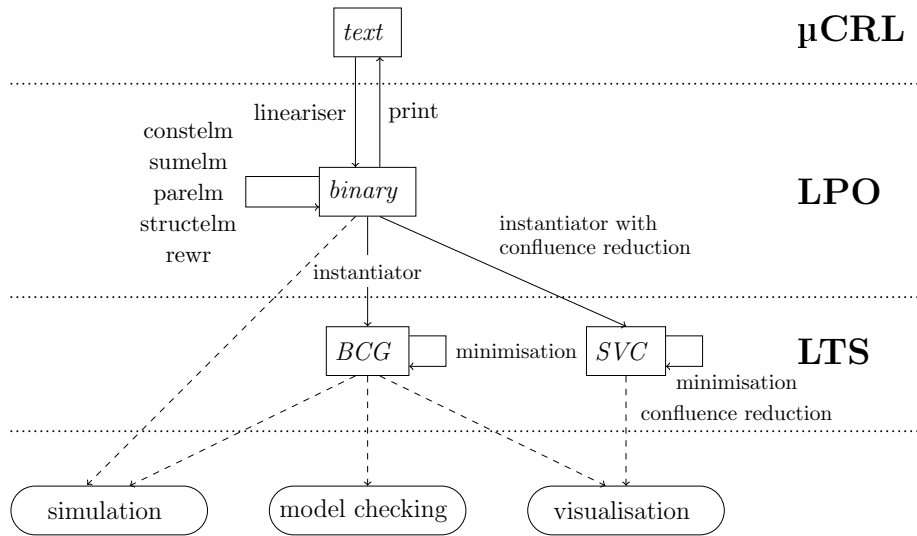 text
µCRL
lineariser
print
constelm
sumelm
parelm
structelm
rewr
binary
LPO
instantiator with
confluence reduction
instantiator
BCG
minimisation
SVC
LTS
minimisation
confluence reduction
simulation
model checking
visualisation